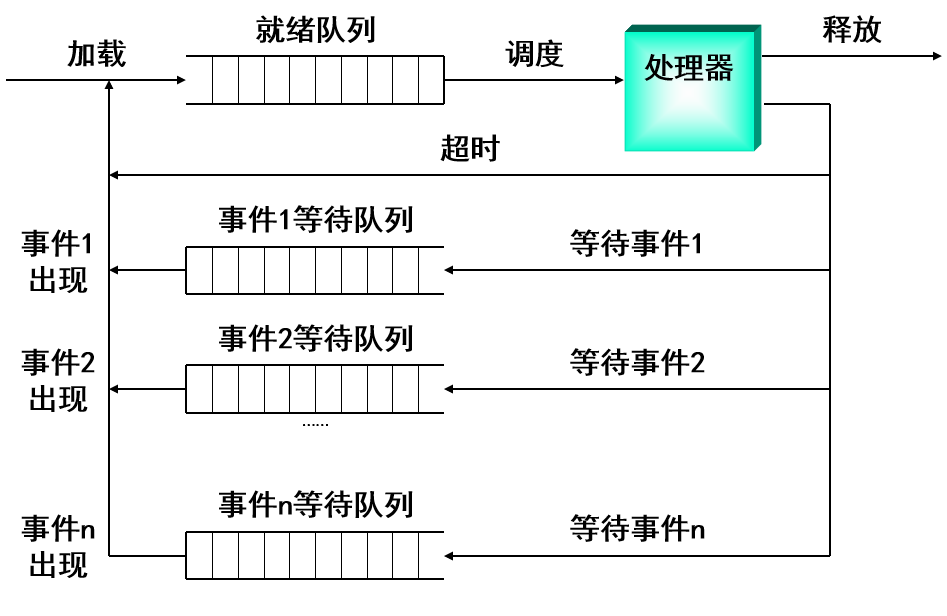 就绪队列
加载
调度
处理器
释放
超时
事件1等待队列
事件1
出现
等待事件1
事件2等待队列
事件2
出现
等待事件2
......
事件n等待队列
事件n
出现
等待事件n